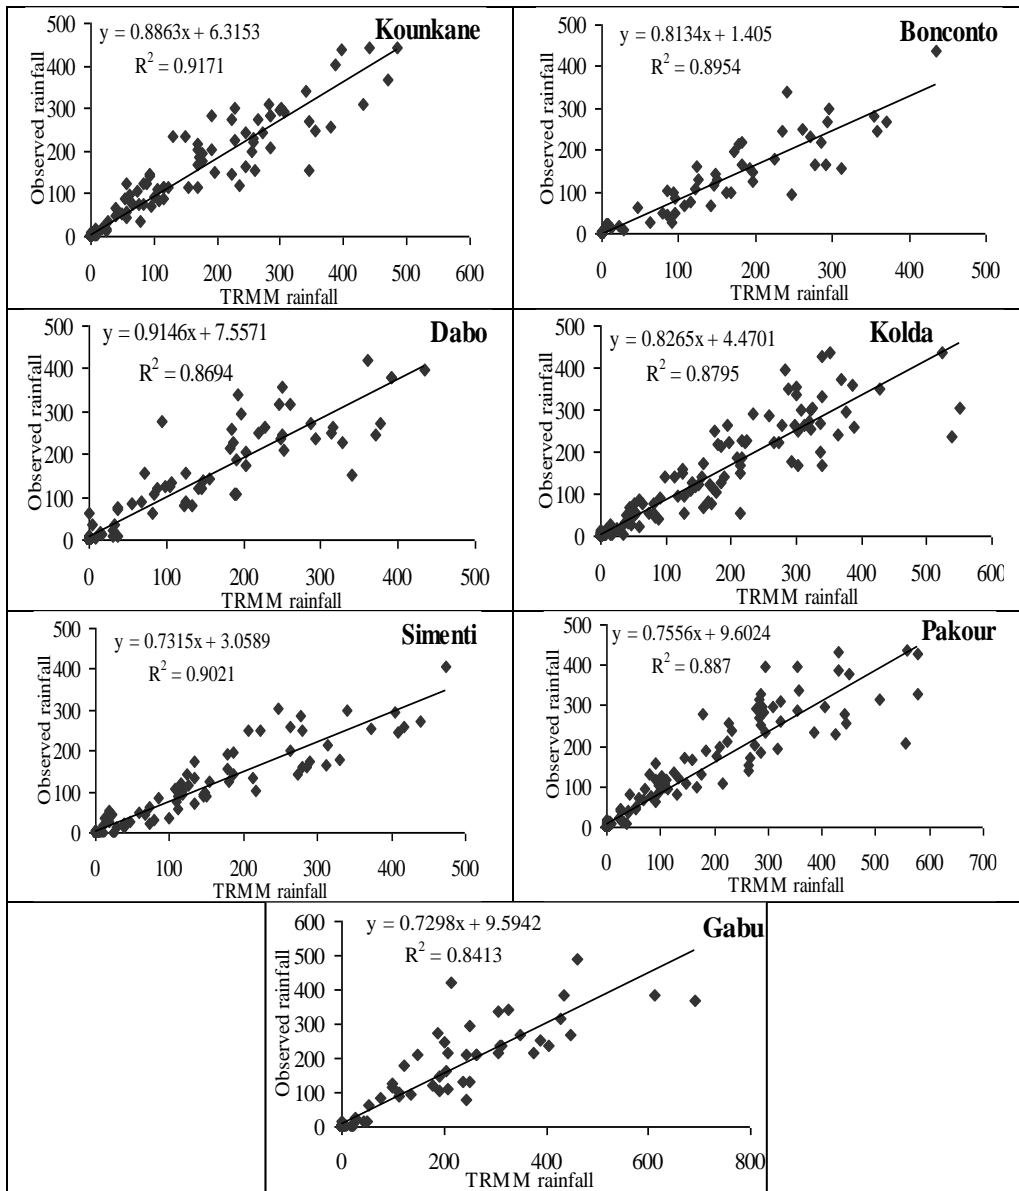 Kounkane
y = 0.8863x + 6.3153
R² = 0.9171
Observed rainfall
500
400
300
200
100
0
0 100 200 300 400 500 600
TRMM rainfall
Bonconto
y = 0.8134x + 1.405
R² = 0.8954
Observed rainfall
500
400
300
200
100
0
0 100 200 300 400 500
TRMM rainfall
Dabo
y = 0.9146x + 7.5571
R² = 0.8694
Observed rainfall
500
400
300
200
100
0
0 100 200 300 400 500
TRMM rainfall
Kolda
y = 0.8265x + 4.4701
R² = 0.8795
Observed rainfall
500
400
300
200
100
0
0 100 200 300 400 500 600
TRMM rainfall
Simenti
y = 0.7315x + 3.0589
R² = 0.9021
Observed rainfall
500
400
300
200
100
0
0 100 200 300 400 500
TRMM rainfall
Pakour
y = 0.7556x + 9.6024
R² = 0.887
Observed rainfall
500
400
300
200
100
0
0 100 200 300 400 500 600 700
TRMM rainfall
Gabu
y = 0.7298x + 9.5942
R² = 0.8413
Observed rainfall
600
500
400
300
200
100
0
0 200 400 600 800
TRMM rainfall